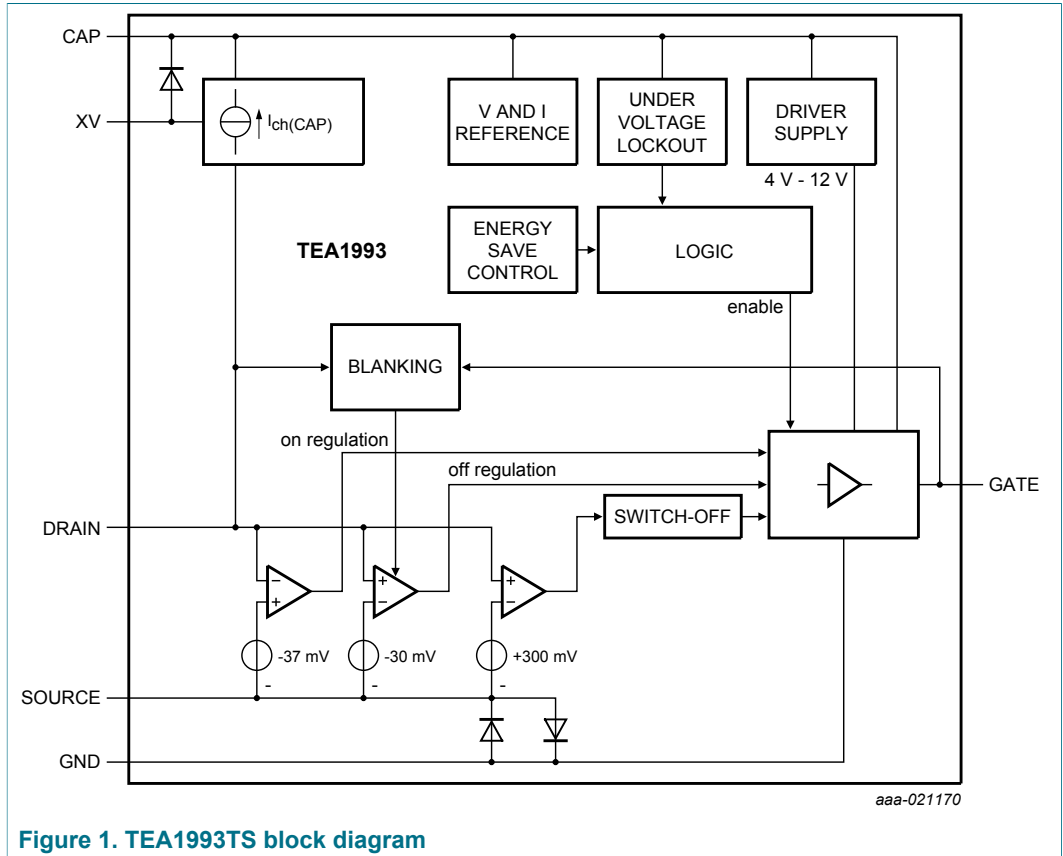 CAP
XV
I_ch(CAP)
V AND I
REFERENCE
UNDER
VOLTAGE
LOCKOUT
DRIVER
SUPPLY
4 V - 12 V
TEA1993
ENERGY
SAVE
CONTROL
LOGIC
enable
BLANKING
on regulation
off regulation
GATE
DRAIN
SWITCH-OFF
−
+
+
−
+
−
-37 mV
-30 mV
+300 mV
-
-
-
SOURCE
GND
aaa-021170
Figure 1. TEA1993TS block diagram